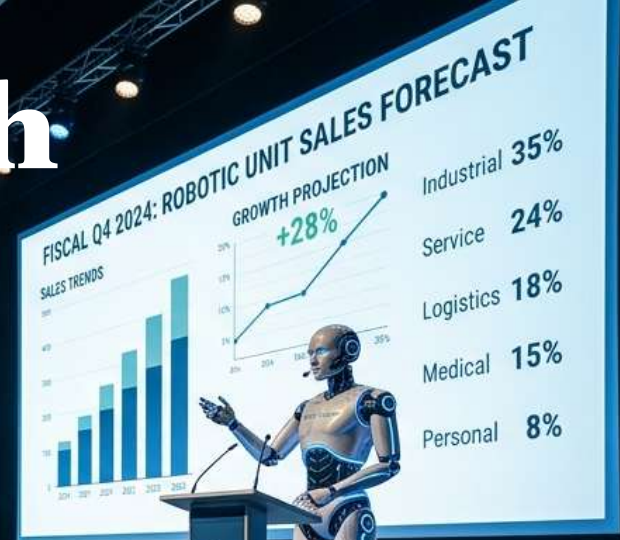 h
FISCAL Q4 2024: ROBOTIC UNIT SALES FORECAST
SALES TRENDS
GROWTH PROJECTION
+28%
35%
Industrial 35%
Service 24%
Logistics 18%
Medical 15%
Personal 8%